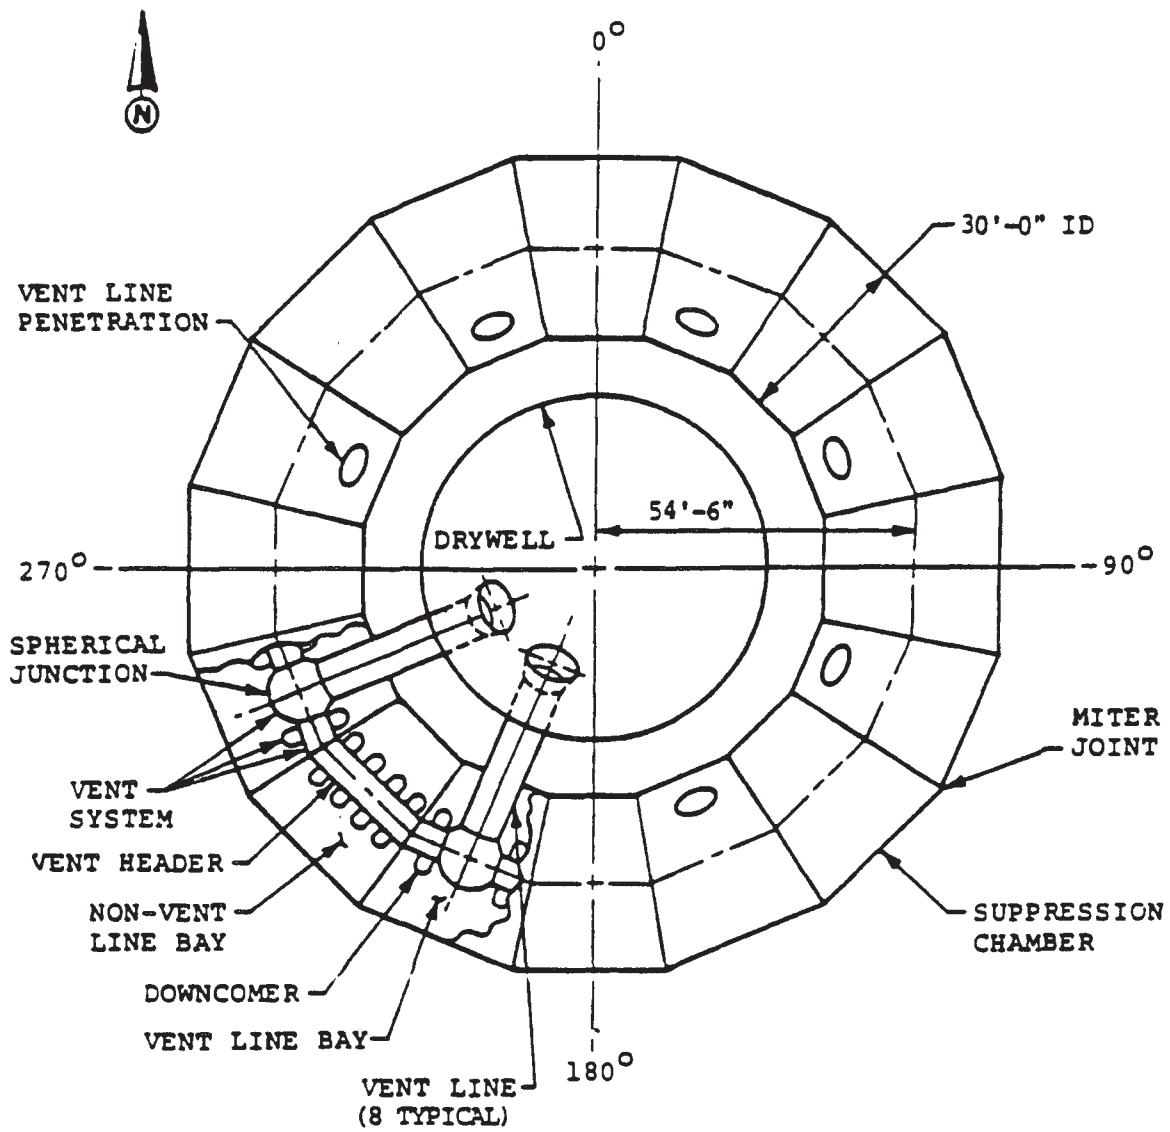 0°
N
30'-0" ID
VENT LINE
PENETRATION
54'-6"
DRYWELL
270°
90°
SPHERICAL
JUNCTION
MITER
JOINT
VENT
SYSTEM
VENT HEADER
NON-VENT
LINE BAY
SUPPRESSION
CHAMBER
DOWNCOMER
VENT LINE BAY
180°
VENT LINE
(8 TYPICAL)